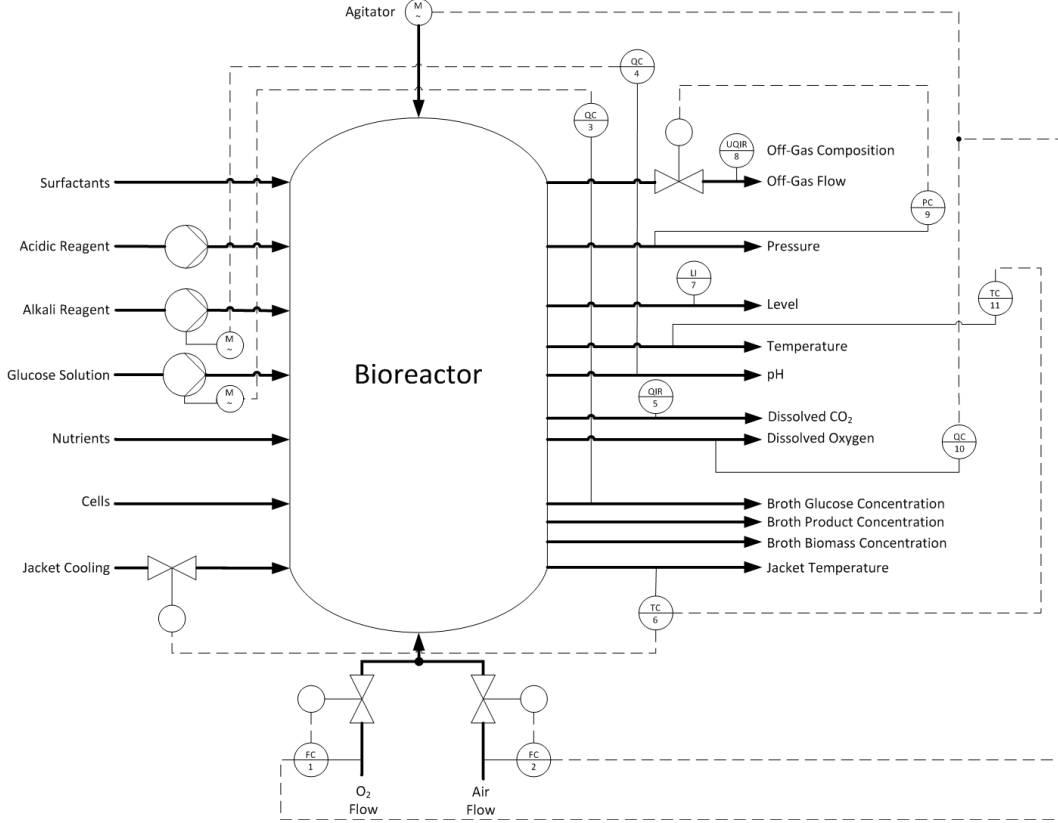 Agitator
M
~
QC
4
QC
3
UQIR
8
Off-Gas Composition
Surfactants
Off-Gas Flow
PC
9
Acidic Reagent
Pressure
LI
7
TC
11
Alkali Reagent
Level
M
~
Temperature
Glucose Solution
Bioreactor
pH
M
~
QIR
5
Dissolved CO₂
Nutrients
Dissolved Oxygen
QC
10
Cells
Broth Glucose Concentration
Broth Product Concentration
Broth Biomass Concentration
Jacket Cooling
Jacket Temperature
TC
6
FC
1
FC
2
O₂
Flow
Air
Flow